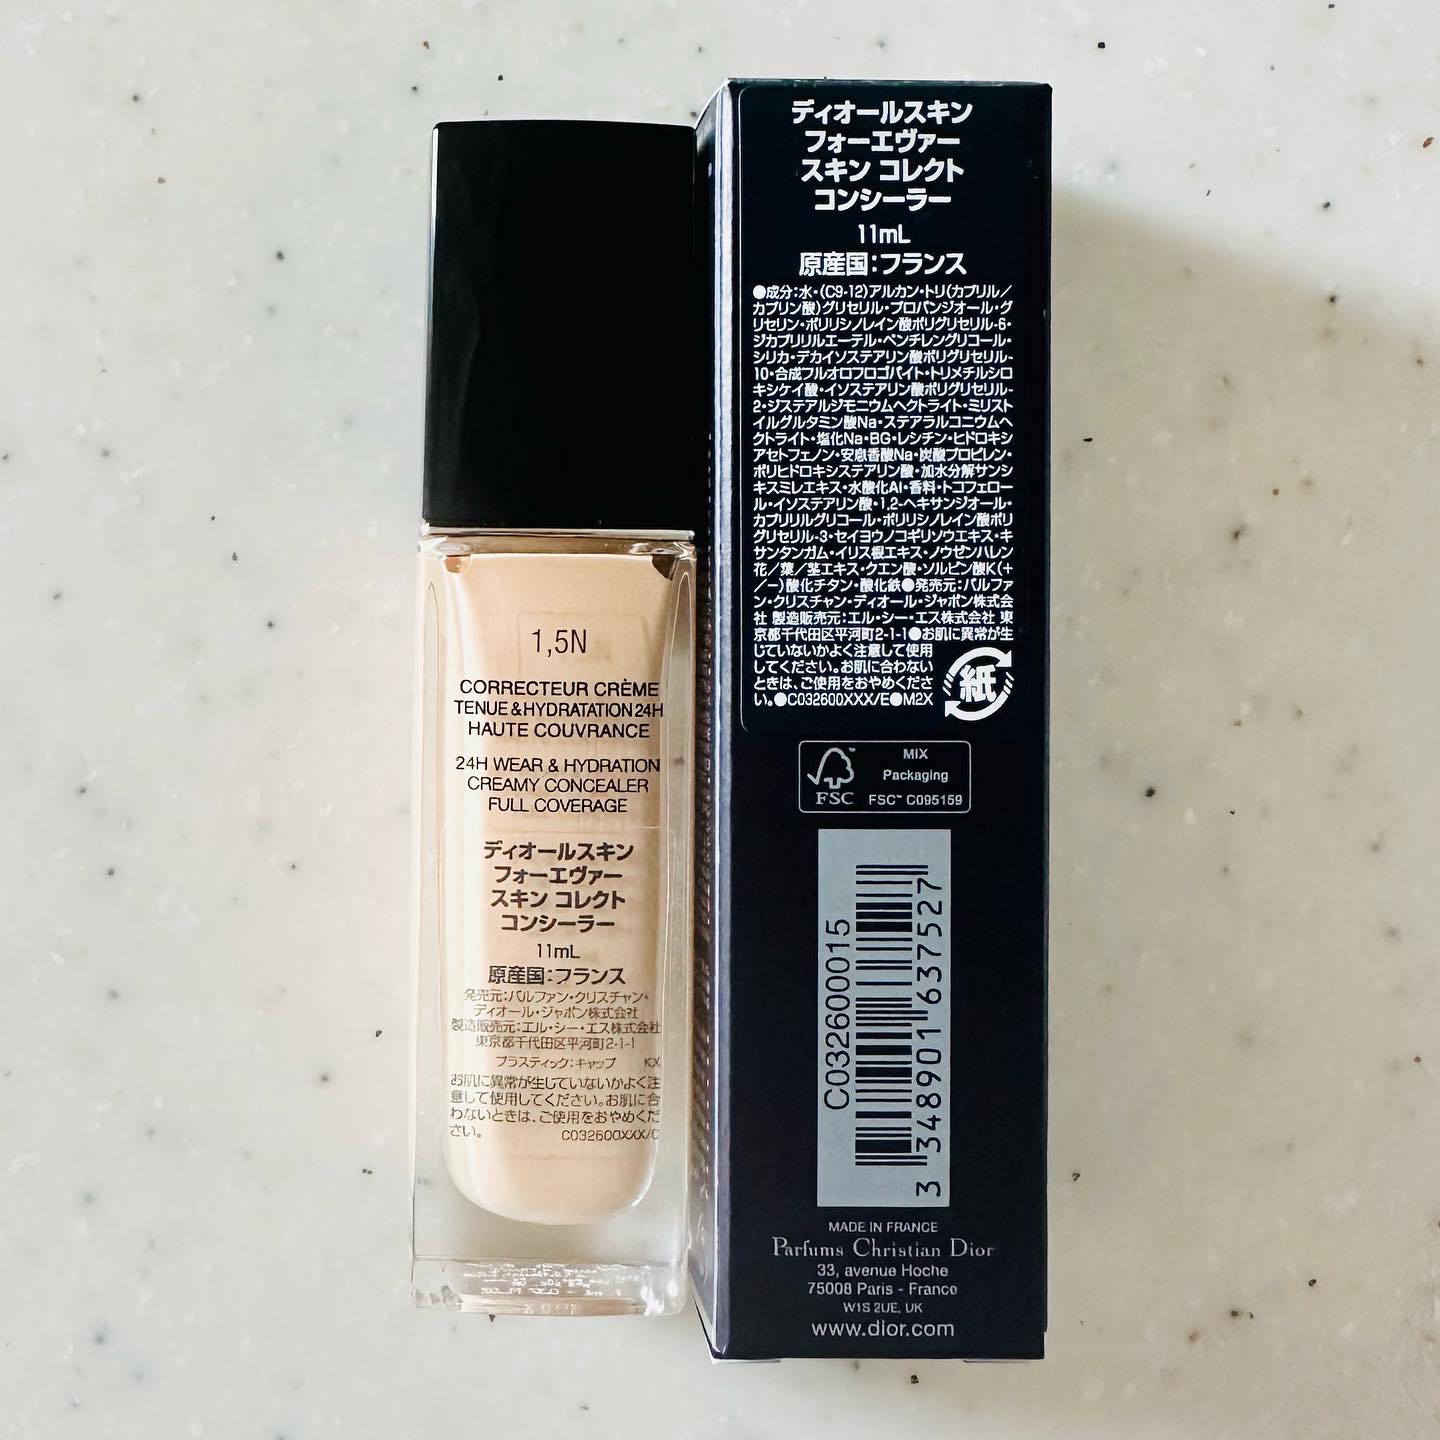 1,5N
CORRECTEUR CRÈME
TENUE & HYDRATATION 24H
HAUTE COUVRANCE
24H WEAR & HYDRATION
CREAMY CONCEALER
FULL COVERAGE
ディオールスキン
フォーエヴァー
スキン コレクト
コンシーラー
11mL
原産国：フランス
発売元：パルファン・クリスチャン・
ディオール・ジャポン株式会社
製造販売元：エル・シー・エス株式会社
東京都千代田区平河町2-1-1
プラスティック：キャップ KX
お肌に異常が生じていないかよく注
意して使用してください。お肌に合
わないときは、ご使用をおやめくだ
さい。 C032600XXX/C
ディオールスキン
フォーエヴァー
スキン コレクト
コンシーラー
11mL
原産国：フランス
●成分：水・(C9-12)アルカン・トリ(カプリル／
カプリン酸)グリセリル・プロパンジオール・グ
リセリン・ポリリシノレイン酸ポリグリセリル-6・
ジカプリリルエーテル・ペンチレングリコール・
シリカ・デカイソステアリン酸ポリグリセリル-
10・合成フルオロフロゴパイト・トリメチルシロ
キシケイ酸・イソステアリン酸ポリグリセリル-
2・ジステアルジモニウムヘクトライト・ミリスト
イルグルタミン酸Na・ステアラルコニウムヘ
クトライト・塩化Na・BG・レシチン・ヒドロキシ
アセトフェノン・安息香酸Na・炭酸プロピレン・
ポリヒドロキシステアリン酸・加水分解サンシ
キスミレエキス・水酸化Al・香料・トコフェロー
ル・イソステアリン酸・1,2-ヘキサンジオール・
カプリリルグリコール・ポリリシノレイン酸ポリ
グリセリル-3・セイヨウノコギリソウエキス・キ
サンタンガム・イリス根エキス・ノウゼンハレン
花／葉／茎エキス・クエン酸・ソルビン酸K(+
／−)酸化チタン・酸化鉄●発売元：パルファ
ン・クリスチャン・ディオール・ジャポン株式会
社 製造販売元：エル・シー・エス株式会社 東
京都千代田区平河町2-1-1●お肌に異常が生
じていないかよく注意して使用
してください。お肌に合わない
ときは、ご使用をおやめくださ
い。●C032600XXX/E●M2X
紙
FSC
MIX
Packaging
FSC™ C095159
C032600015
3 348901 637527
MADE IN FRANCE
Parfums Christian Dior
33, avenue Hoche
75008 Paris - France
W1S 2UE, UK
www.dior.com